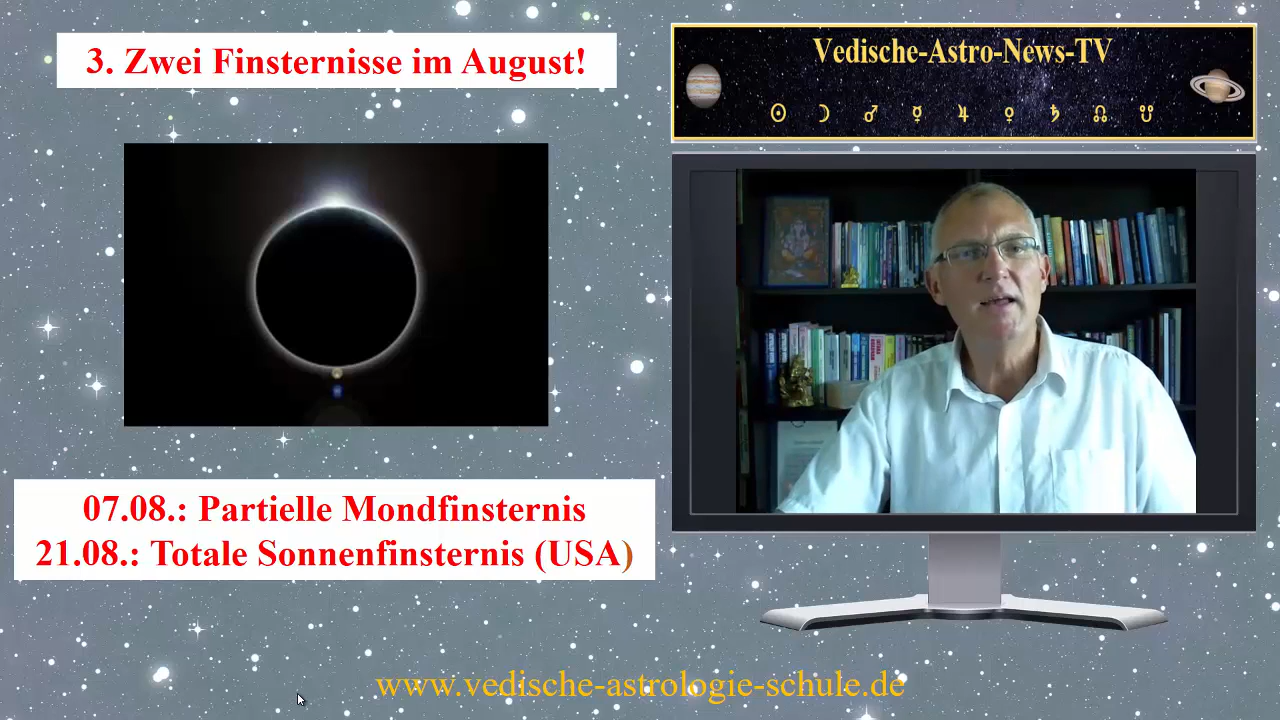 3. Zwei Finsternisse im August!
Vedische-Astro-News-TV
☉ ☽ ♂ ☿ ♃ ♀ ♄ ☊ ☋
07.08.: Partielle Mondfinsternis
21.08.: Totale Sonnenfinsternis (USA)
www.vedische-astrologie-schule.de